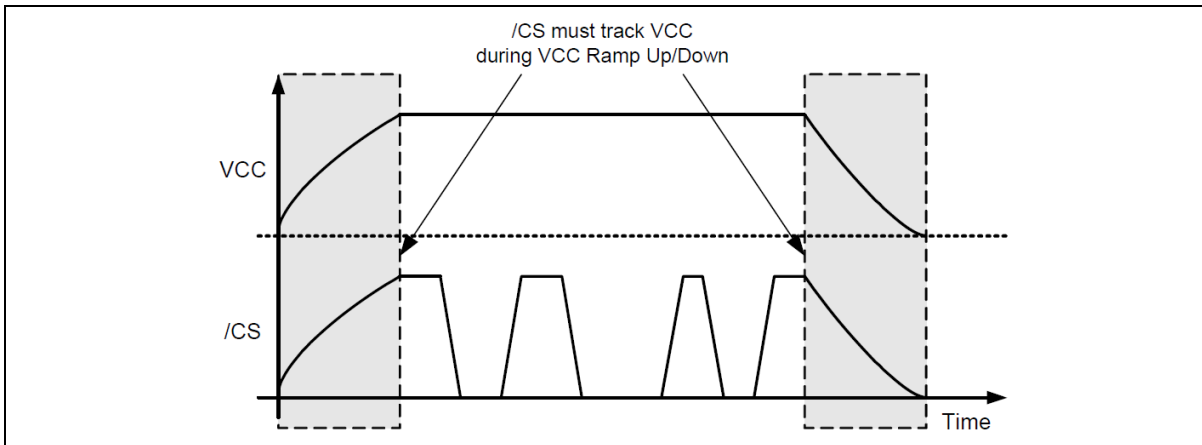 /CS must track VCC
during VCC Ramp Up/Down
VCC
/CS
Time